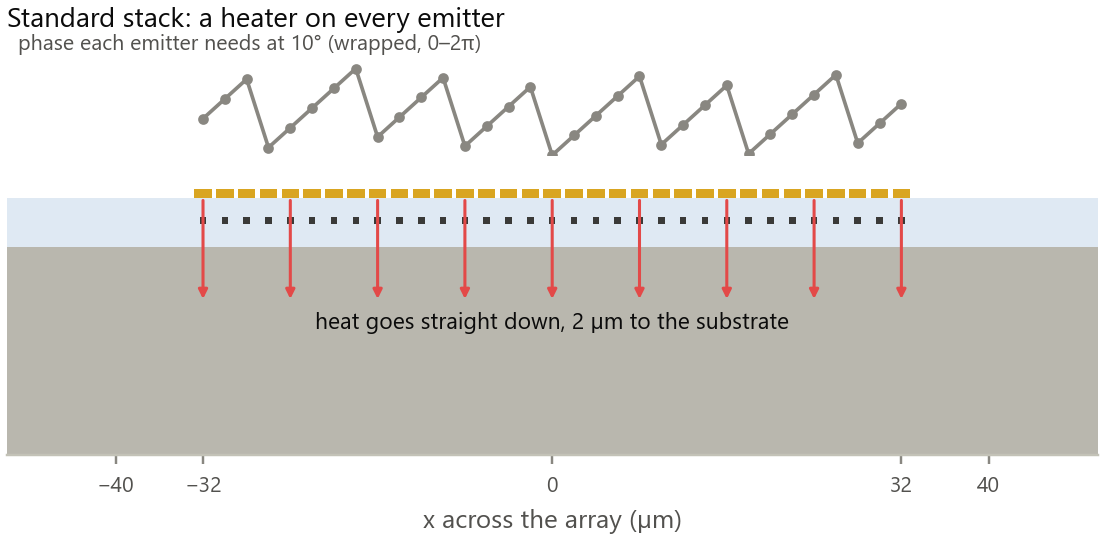 Standard stack: a heater on every emitter
phase each emitter needs at 10° (wrapped, 0–2π)
heat goes straight down, 2 µm to the substrate
−40 −32 0 32 40
x across the array (µm)